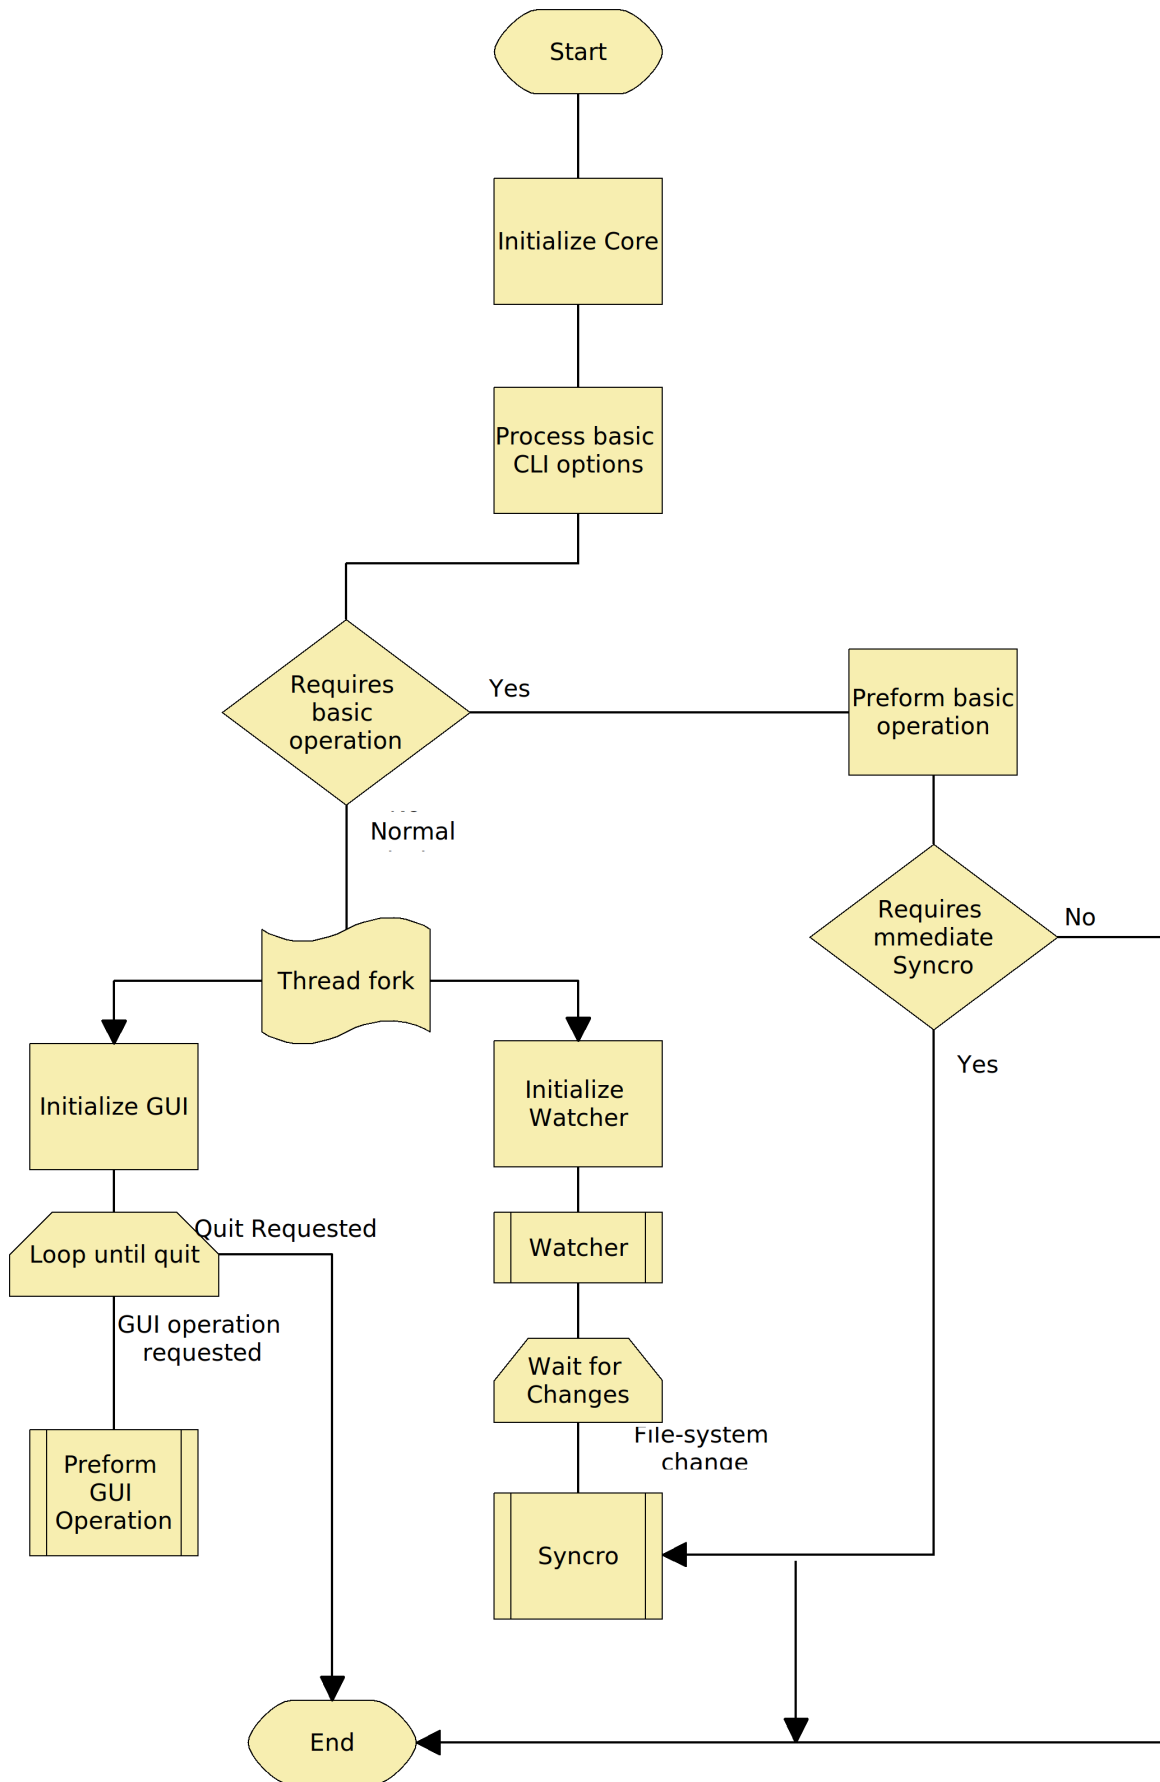 Start
Initialize Core
Process basic
CLI options
Requires
basic
operation
Yes
Preform basic
operation
Normal
Requires
mmediate
Syncro
No
Thread fork
Yes
Initialize GUI
Initialize
Watcher
Quit Requested
Loop until quit
Watcher
GUI operation
requested
Wait for
Changes
File-system
change
Preform
GUI
Operation
Syncro
End